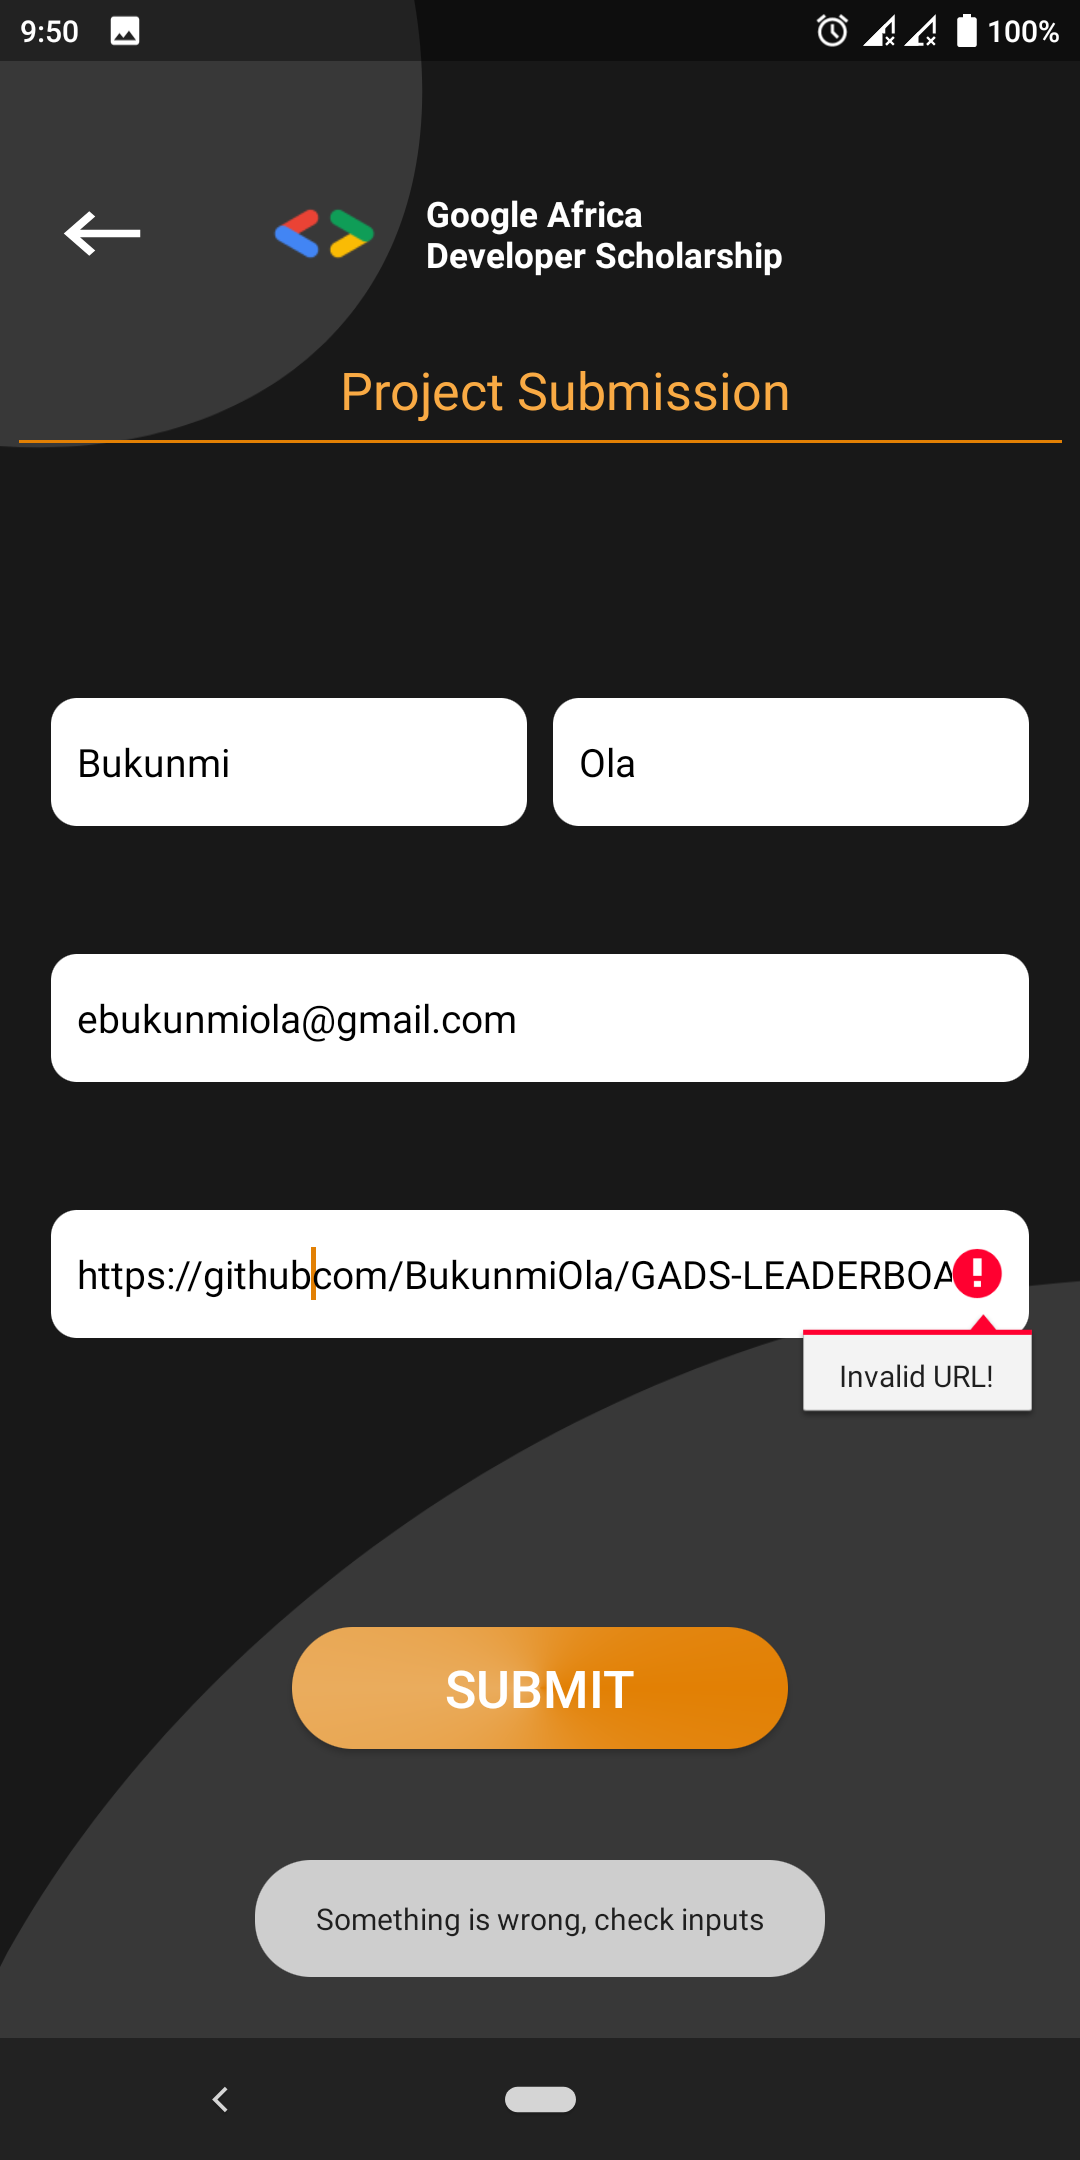 9:50 100%
Google Africa
Developer Scholarship
Project Submission
Bukunmi Ola
ebukunmiola@gmail.com
https://githubcom/BukunmiOla/GADS-LEADERBOA
Invalid URL!
SUBMIT
Something is wrong, check inputs